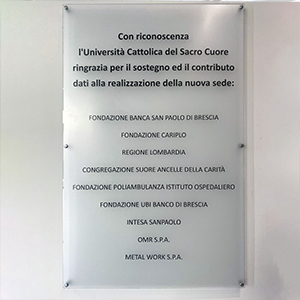 Con riconoscenza
l'Università Cattolica del Sacro Cuore
ringrazia per il sostegno ed il contributo
dati alla realizzazione della nuova sede:
FONDAZIONE BANCA SAN PAOLO DI BRESCIA
FONDAZIONE CARIPLO
REGIONE LOMBARDIA
CONGREGAZIONE SUORE ANCELLE DELLA CARITÀ
FONDAZIONE POLIAMBULANZA ISTITUTO OSPEDALIERO
FONDAZIONE UBI BANCO DI BRESCIA
INTESA SANPAOLO
OMR S.P.A.
METAL WORK S.P.A.